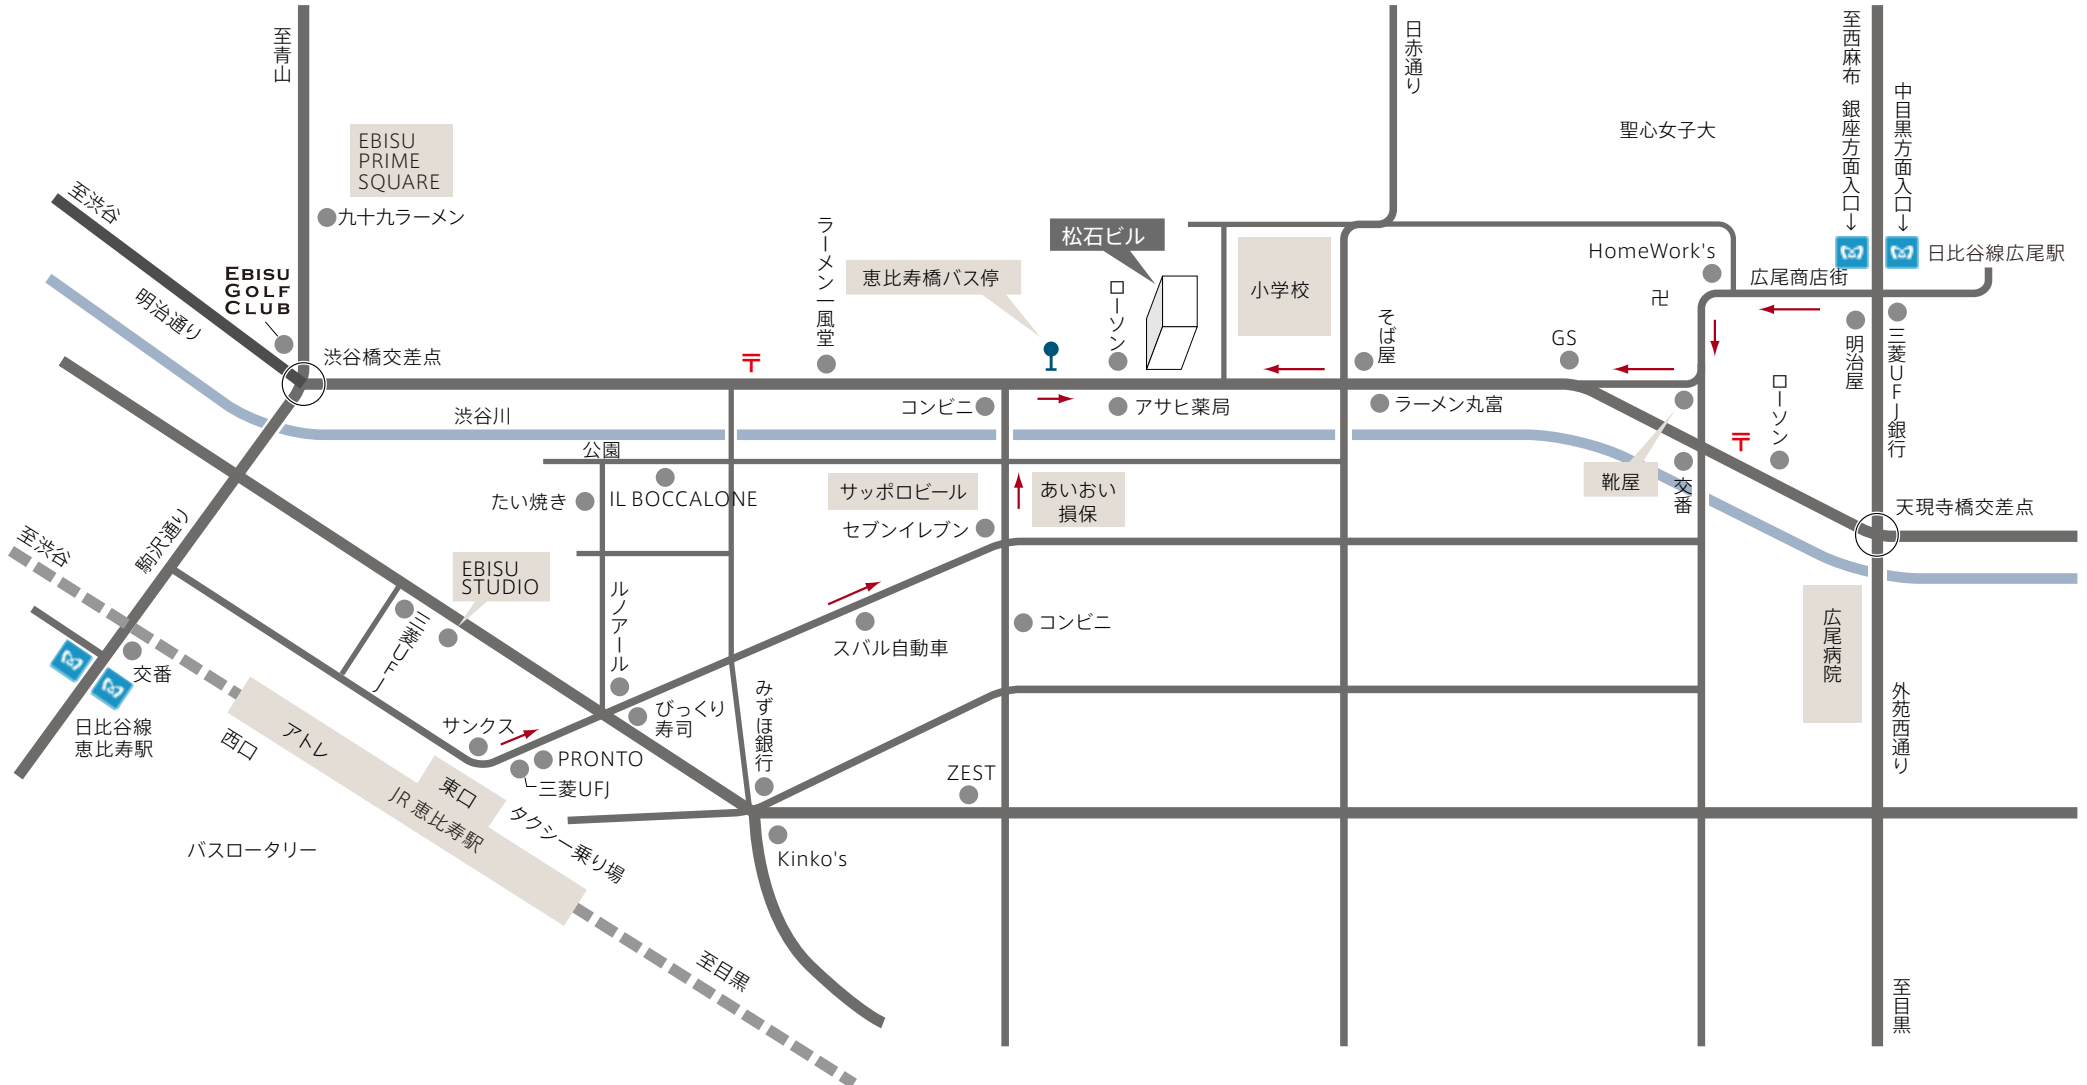 至青山
EBISU
PRIME
SQUARE
九十九ラーメン
至渋谷
明治通り
EBISU
GOLF
CLUB
渋谷橋交差点
渋谷川
〒
ラーメン一風堂
恵比寿橋バス停
松石ビル
ローソン
小学校
日赤通り
そば屋
聖心女子大
HomeWork's
卍
GS
広尾商店街
至西麻布
銀座方面入口↓
中目黒方面入口↓
日比谷線広尾駅
明治屋
三菱UFJ銀行
コンビニ
アサヒ薬局
ラーメン丸富
靴屋
交番
〒
ローソン
天現寺橋交差点
公園
たい焼き
IL BOCCALONE
サッポロビール
セブンイレブン
あいおい
損保
駒沢通り
至渋谷
EBISU
STUDIO
三菱UFJ
ルノアール
スバル自動車
コンビニ
広尾病院
外苑西通り
交番
日比谷線
恵比寿駅
西口
アトレ
サンクス
びっくり
寿司
PRONTO
三菱UFJ
みずほ銀行
ZEST
東口
JR 恵比寿駅
タクシー乗り場
バスロータリー
Kinko's
至目黒
至目黒